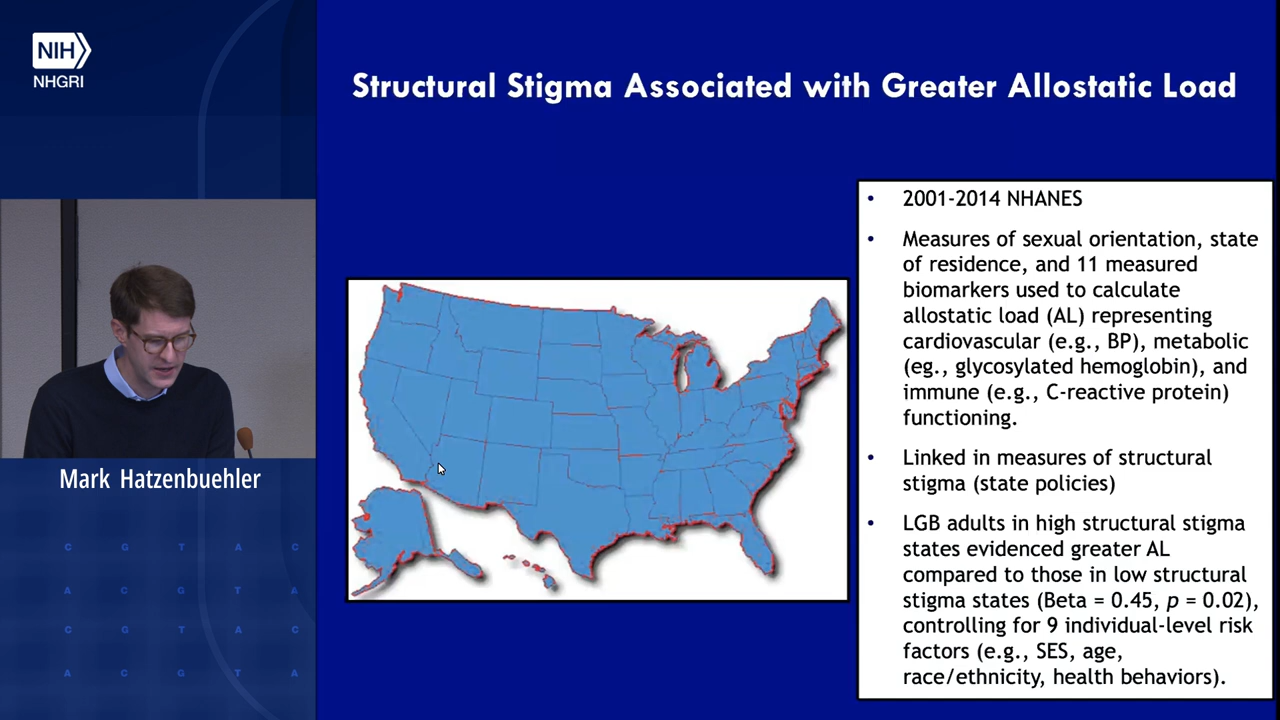 NIH
NHGRI
Structural Stigma Associated with Greater Allostatic Load
• 2001-2014 NHANES
• Measures of sexual orientation, state
of residence, and 11 measured
biomarkers used to calculate
allostatic load (AL) representing
cardiovascular (e.g., BP), metabolic
(eg., glycosylated hemoglobin), and
immune (e.g., C-reactive protein)
functioning.
• Linked in measures of structural
stigma (state policies)
• LGB adults in high structural stigma
states evidenced greater AL
compared to those in low structural
stigma states (Beta = 0.45, p = 0.02),
controlling for 9 individual-level risk
factors (e.g., SES, age,
race/ethnicity, health behaviors).
Mark Hatzenbuehler
C G T A C
A C G T A
C G T A C
A C G T A